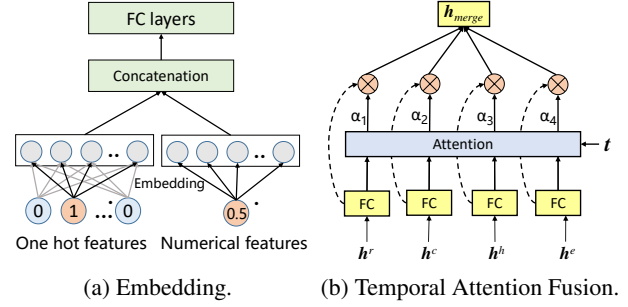 FC layers
Concatenation
Embedding
0 1 ... 0 0.5
One hot features Numerical features
(a) Embedding.
h_merge
α1 α2 α3 α4
Attention t
FC FC FC FC
h^r h^c h^h h^e
(b) Temporal Attention Fusion.